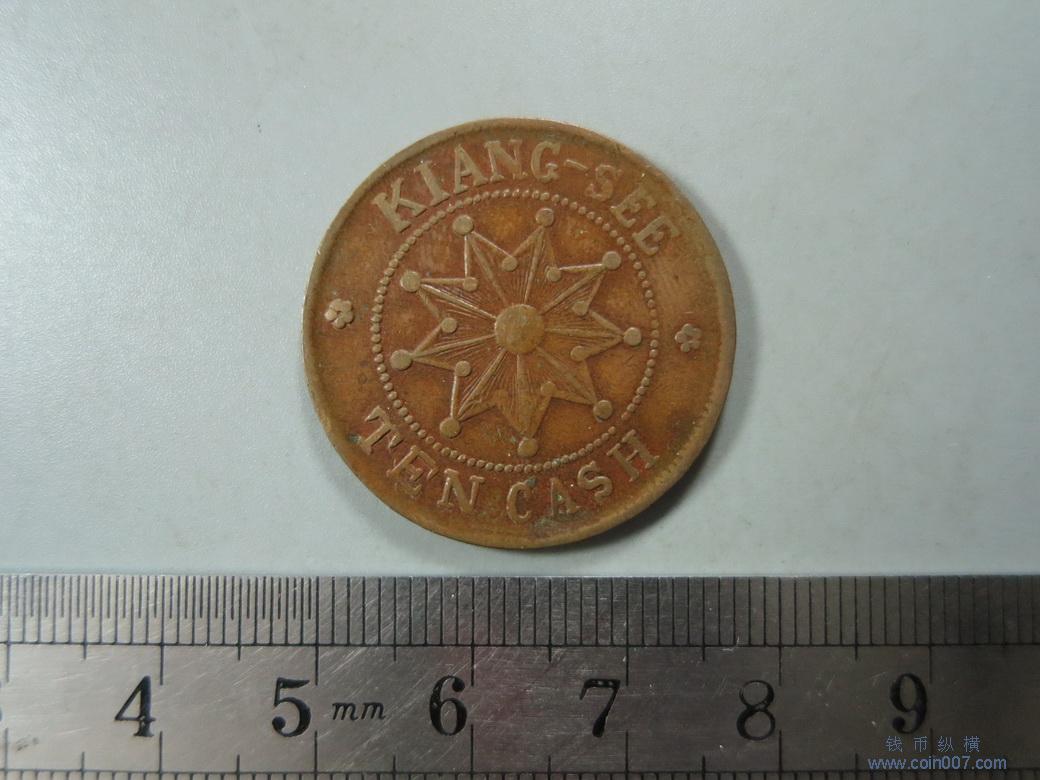 KIANG-SEE
TEN CASH
4 5 mm 6 7 8 9
钱币纵横
www.coin007.com